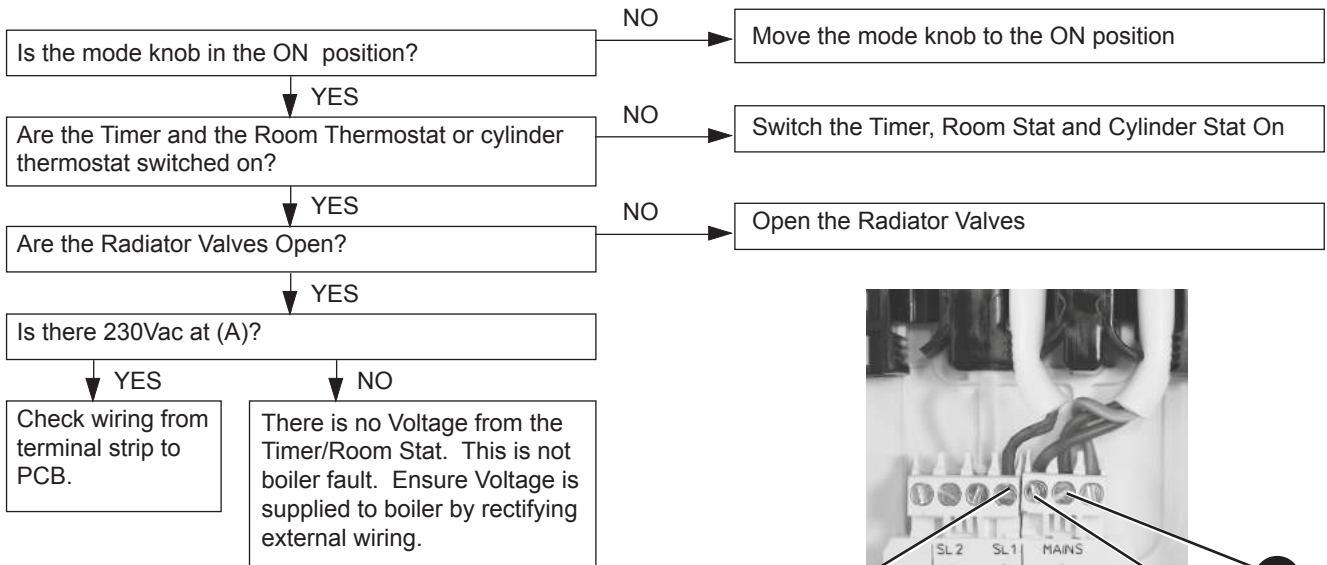 Is the mode knob in the ON position?
NO
Move the mode knob to the ON position
YES
Are the Timer and the Room Thermostat or cylinder
thermostat switched on?
NO
Switch the Timer, Room Stat and Cylinder Stat On
YES
Are the Radiator Valves Open?
NO
Open the Radiator Valves
YES
Is there 230Vac at (A)?
YES
NO
Check wiring from
terminal strip to
PCB.
There is no Voltage from the
Timer/Room Stat. This is not
boiler fault. Ensure Voltage is
supplied to boiler by rectifying
external wiring.
SL2 SL1 MAINS